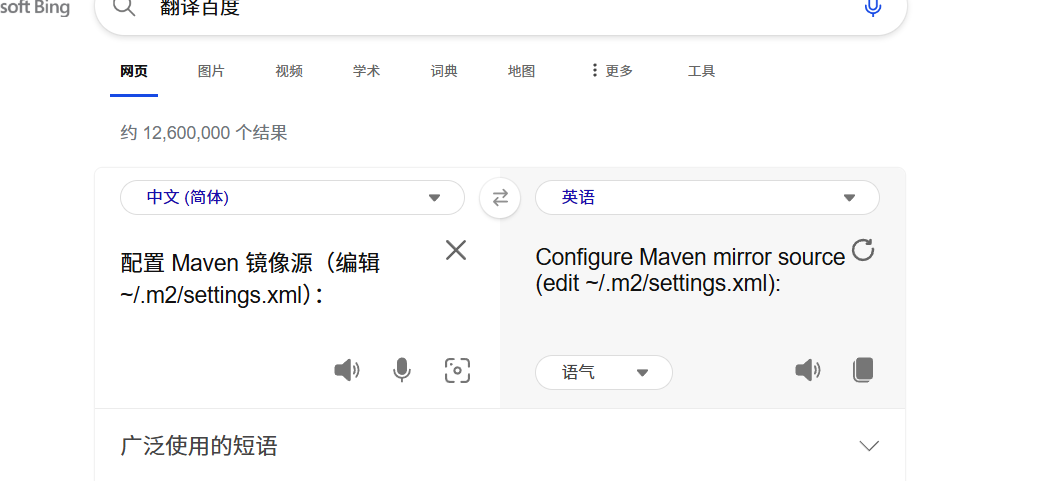 soft Bing
翻译百度
网页 图片 视频 学术 词典 地图 更多 工具
约 12,600,000 个结果
中文 (简体)
英语
配置 Maven 镜像源（编辑
~/.m2/settings.xml）：
Configure Maven mirror source
(edit ~/.m2/settings.xml):
语气
广泛使用的短语